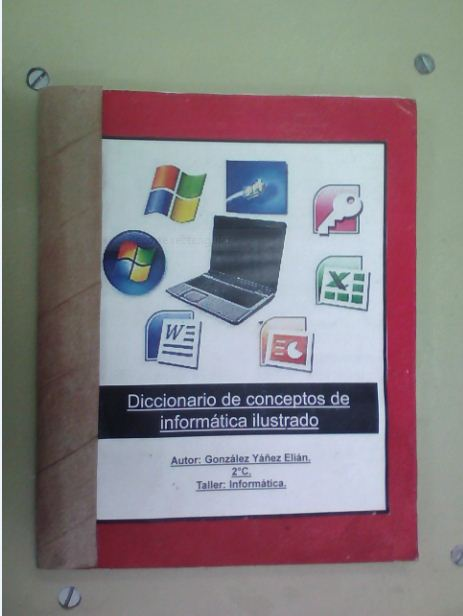 Diccionario de conceptos de
informática ilustrado
Autor: González Yáñez Elián.
2°C.
Taller: Informática.